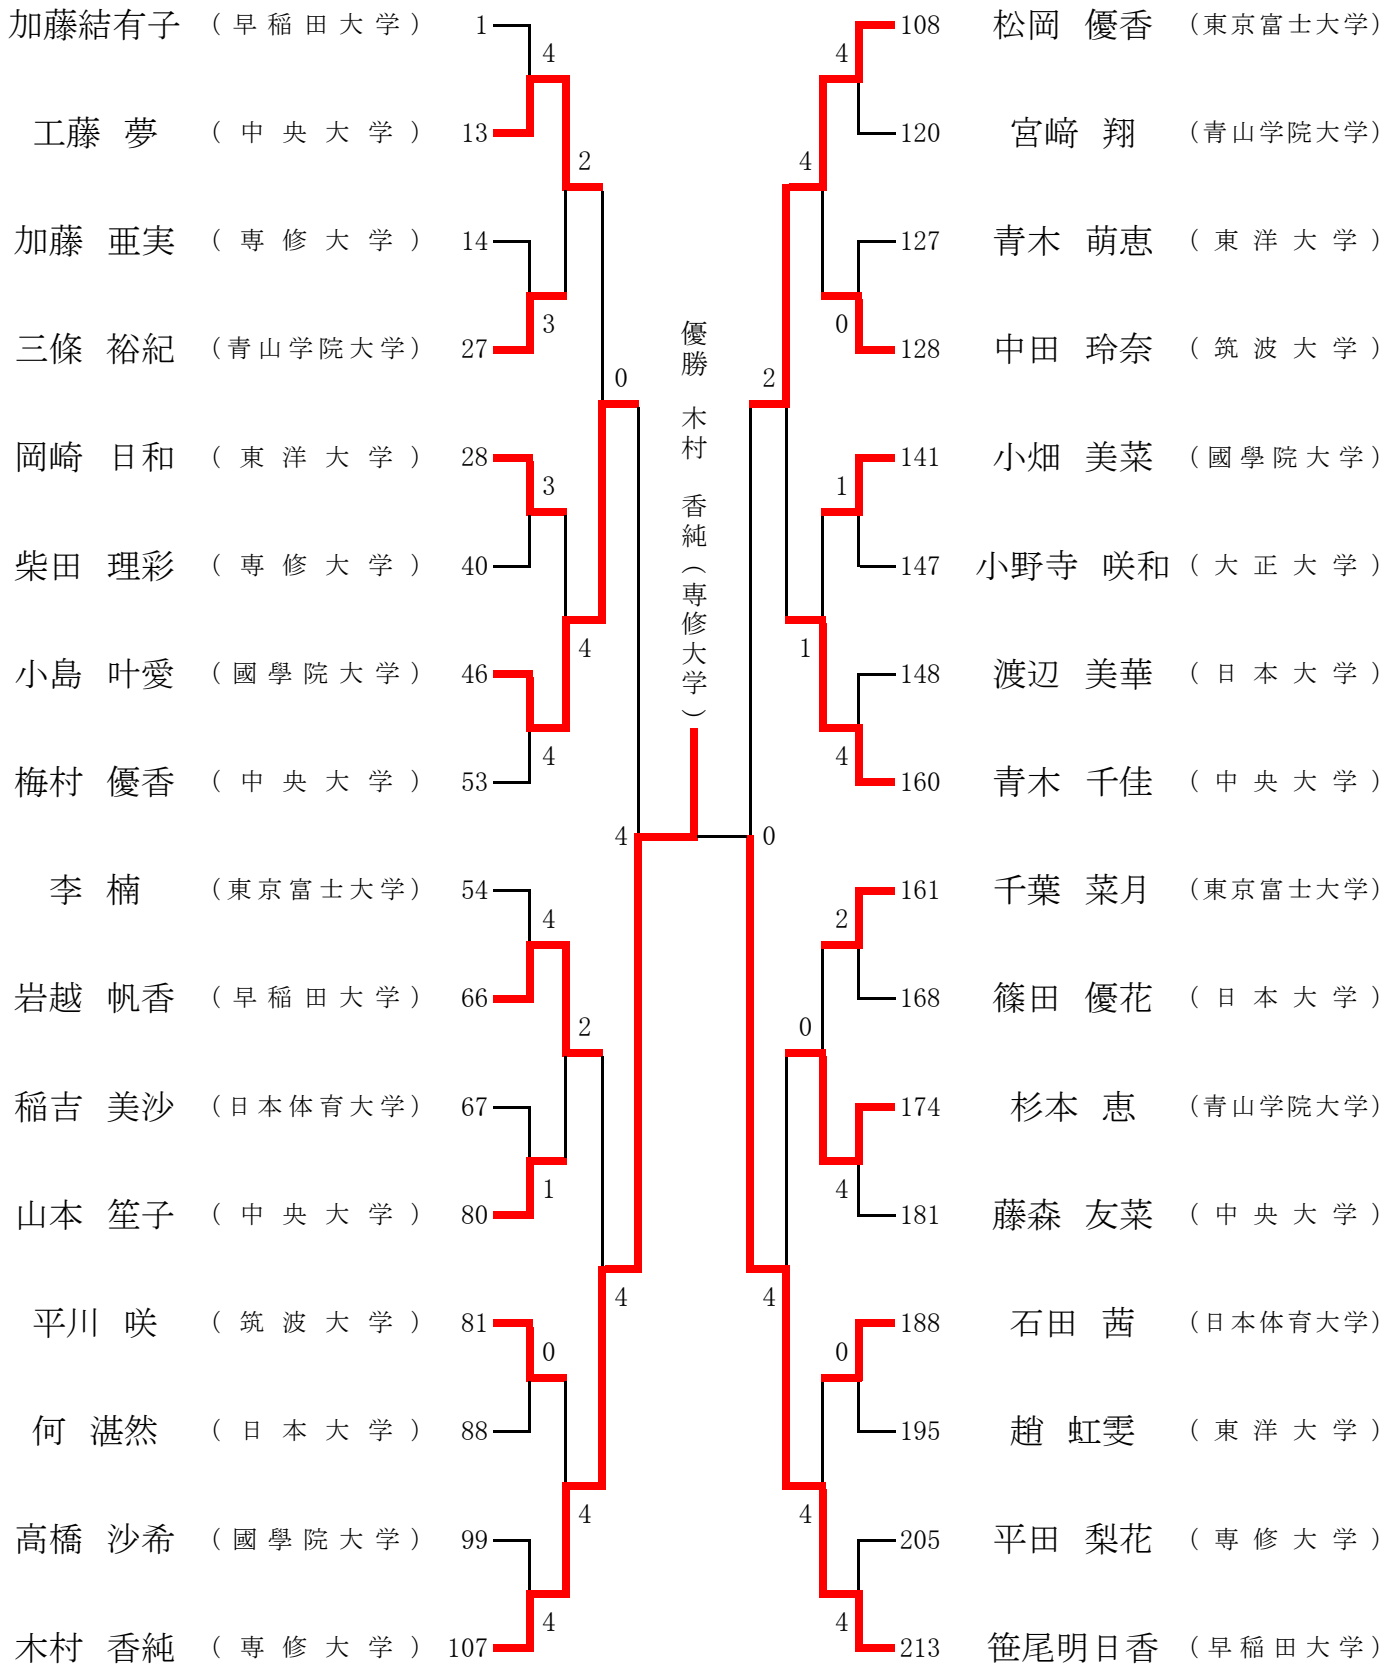 加藤結有子 (早稲田大学) 1
4
工藤 夢 (中央大学) 13
2
加藤 亜実 (専修大学) 14
3
三條 裕紀 (青山学院大学) 27
0
岡崎 日和 (東洋大学) 28
3
柴田 理彩 (専修大学) 40
4
小島 叶愛 (國學院大学) 46
4
梅村 優香 (中央大学) 53
4
李 楠 (東京富士大学) 54
4
岩越 帆香 (早稲田大学) 66
2
稲吉 美沙 (日本体育大学) 67
1
山本 笙子 (中央大学) 80
4
平川 咲 (筑波大学) 81
0
何 湛然 (日本大学) 88
4
高橋 沙希 (國學院大学) 99
4
木村 香純 (専修大学) 107
優勝 木村 香純(専修大学)
108 松岡 優香 (東京富士大学)
4
120 宮﨑 翔 (青山学院大学)
4
127 青木 萌恵 (東洋大学)
0
128 中田 玲奈 (筑波大学)
2
141 小畑 美菜 (國學院大学)
1
147 小野寺 咲和 (大正大学)
1
148 渡辺 美華 (日本大学)
4
160 青木 千佳 (中央大学)
0
161 千葉 菜月 (東京富士大学)
2
168 篠田 優花 (日本大学)
0
174 杉本 恵 (青山学院大学)
4
181 藤森 友菜 (中央大学)
4
188 石田 茜 (日本体育大学)
0
195 趙 虹雯 (東洋大学)
4
205 平田 梨花 (専修大学)
4
213 笹尾明日香 (早稲田大学)